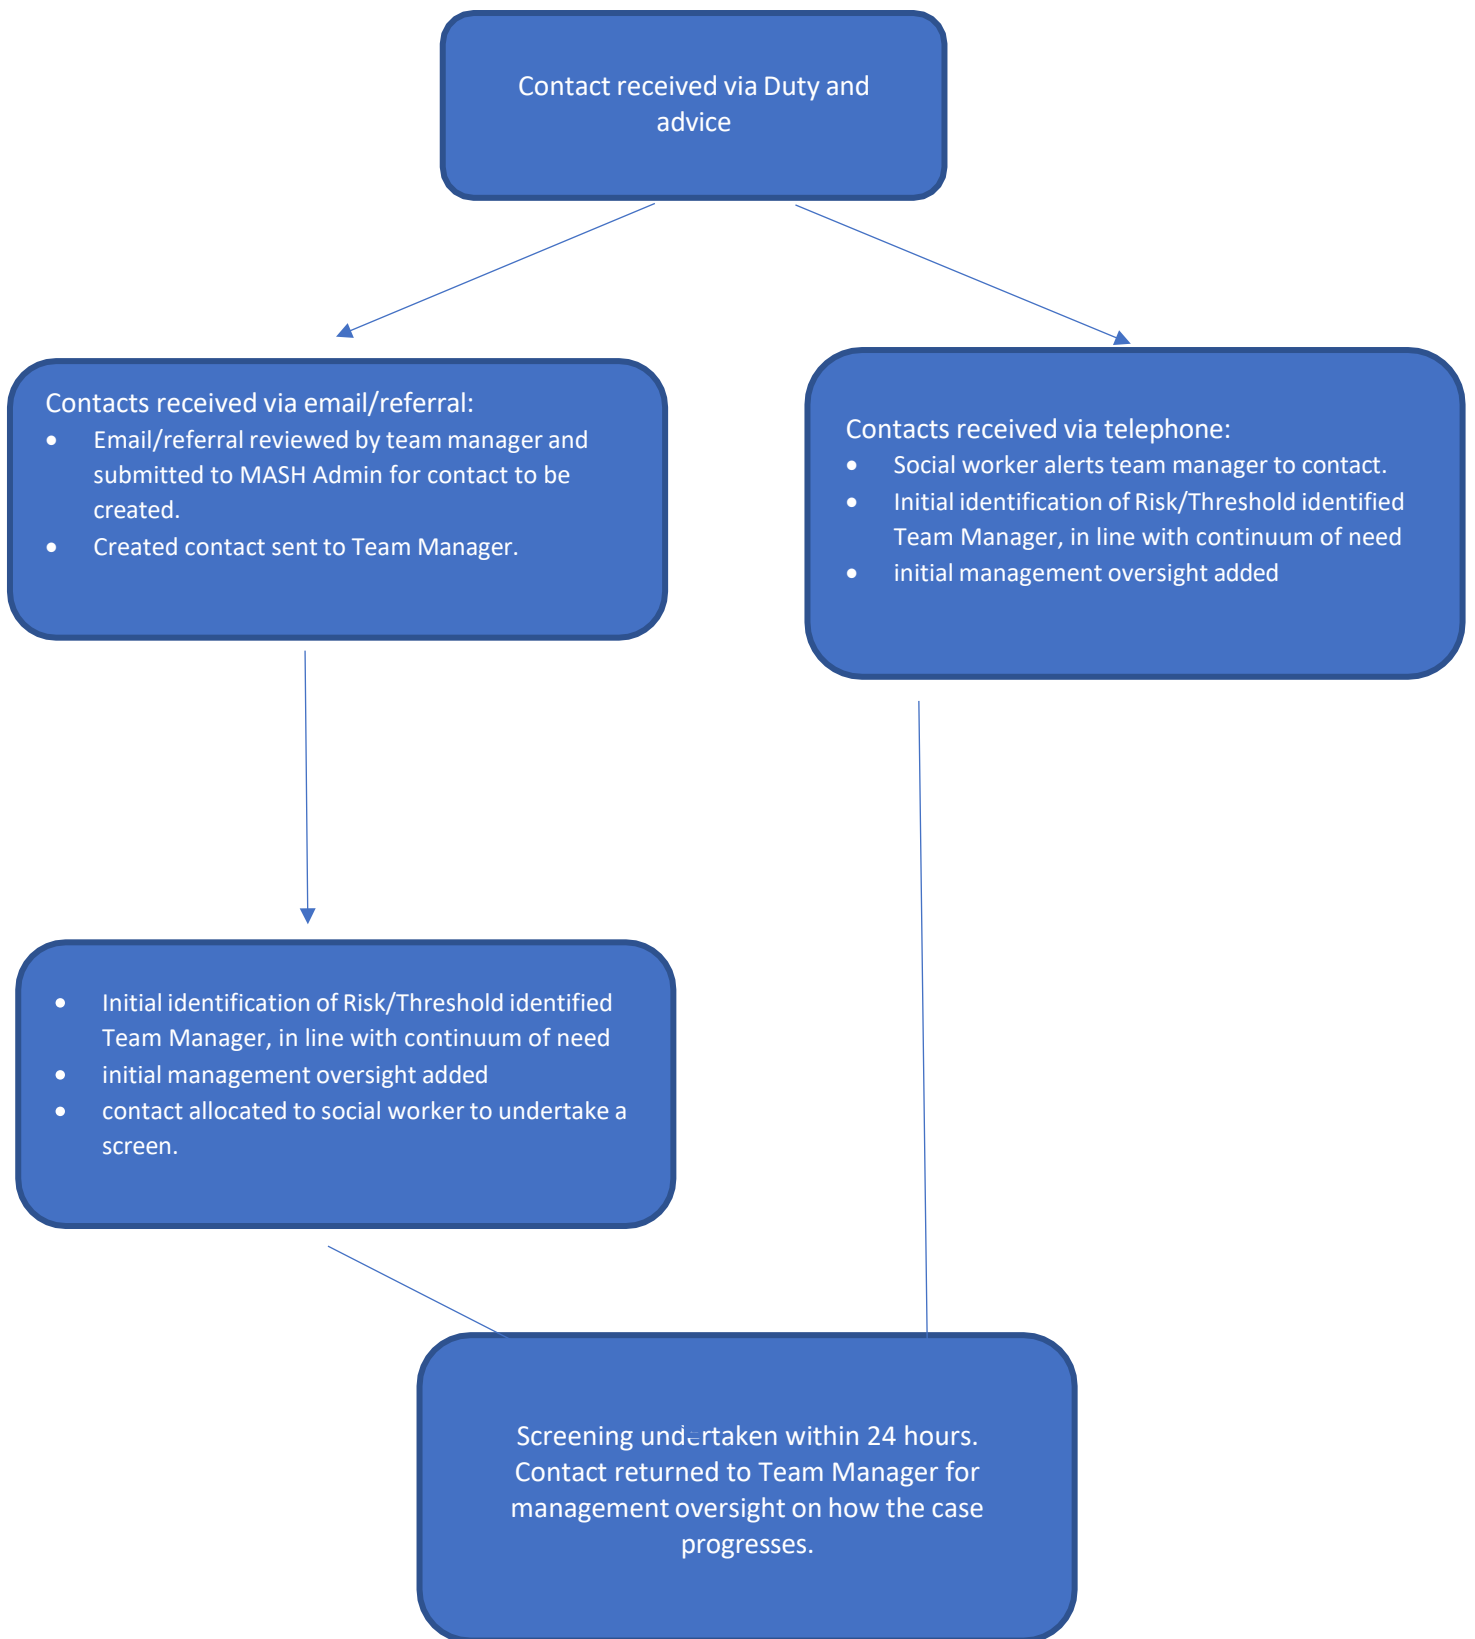 Contact received via Duty and
advice
Contacts received via email/referral:
• Email/referral reviewed by team manager and
submitted to MASH Admin for contact to be
created.
• Created contact sent to Team Manager.
Contacts received via telephone:
• Social worker alerts team manager to contact.
• Initial identification of Risk/Threshold identified
Team Manager, in line with continuum of need
• initial management oversight added
• Initial identification of Risk/Threshold identified
Team Manager, in line with continuum of need
• initial management oversight added
• contact allocated to social worker to undertake a
screen.
Screening undertaken within 24 hours.
Contact returned to Team Manager for
management oversight on how the case
progresses.